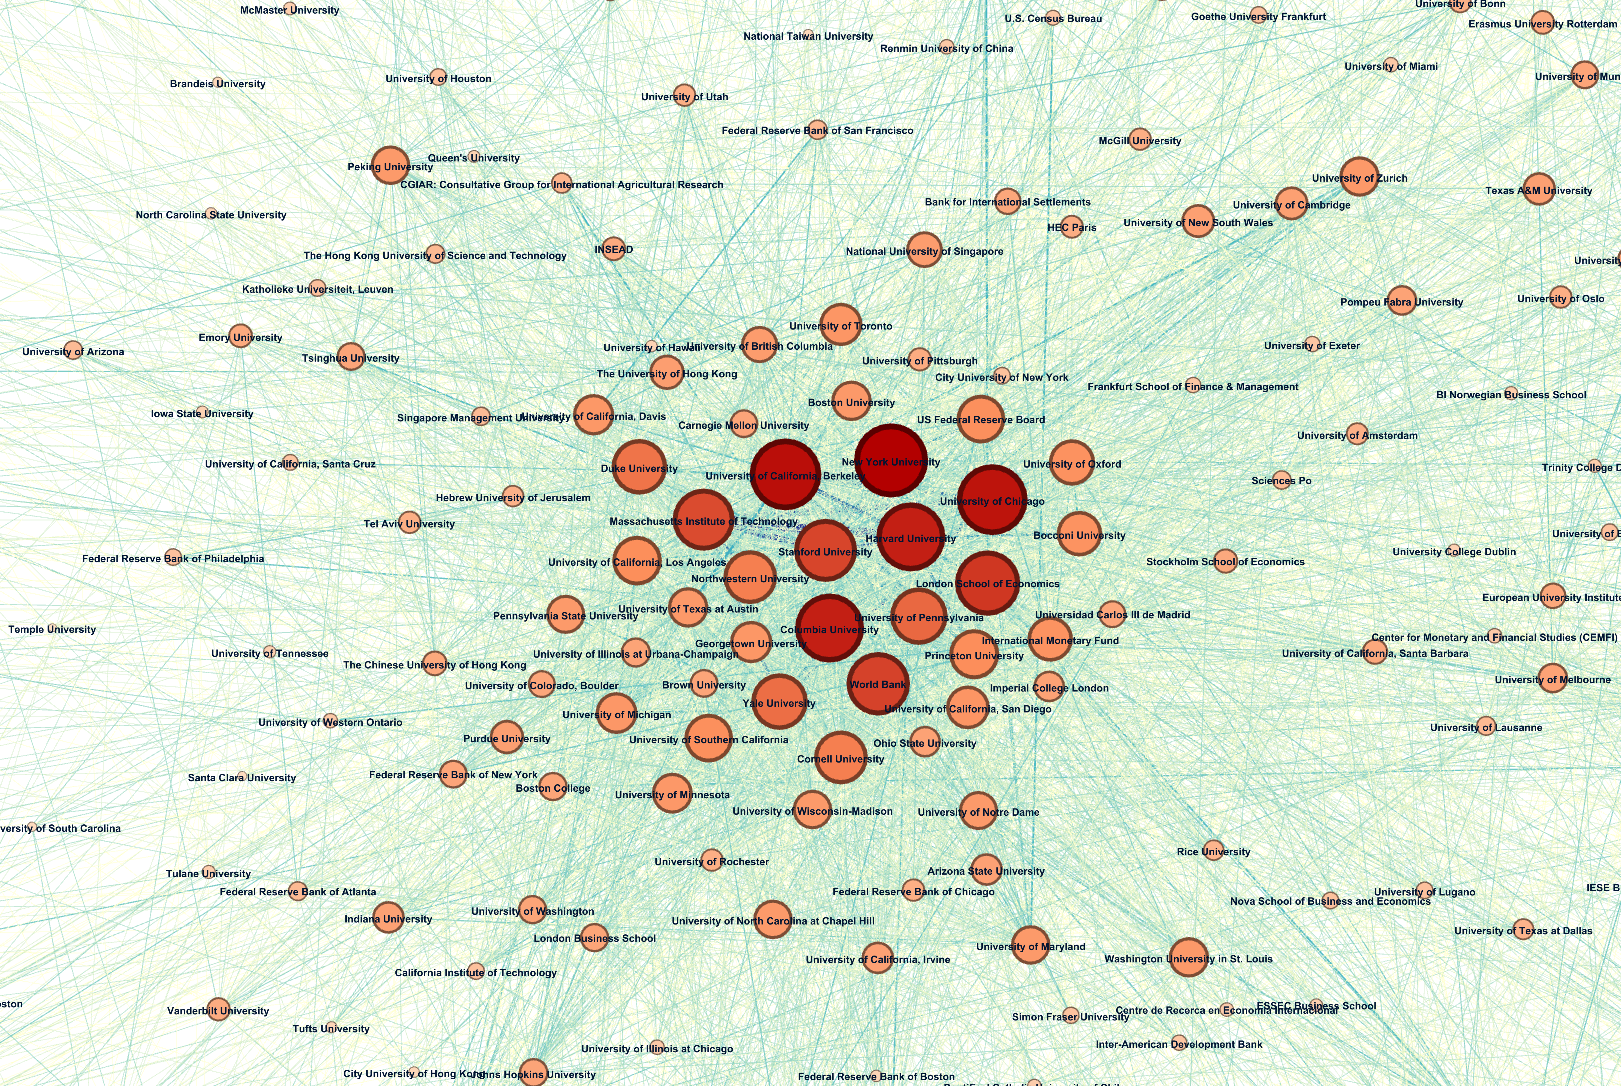 University of Bonn
McMaster University
U.S. Census Bureau
Goethe University Frankfurt
Erasmus University Rotterdam
National Taiwan University
Renmin University of China
University of Miami
University of Mun
Brandeis University
University of Houston
University of Utah
Federal Reserve Bank of San Francisco
McGill University
Queen's University
Peking University
CGIAR: Consultative Group for International Agricultural Research
University of Zurich
Texas A&M University
Bank for International Settlements
University of Cambridge
North Carolina State University
University of New South Wales
HEC Paris
INSEAD
National University of Singapore
The Hong Kong University of Science and Technology
University
Katholieke Universiteit, Leuven
Pompeu Fabra University
University of Oslo
University of Toronto
Emory University
University of Hawaii
University of British Columbia
University of Exeter
University of Arizona
Tsinghua University
University of Pittsburgh
The University of Hong Kong
City University of New York
Frankfurt School of Finance & Management
BI Norwegian Business School
Boston University
Iowa State University
Singapore Management University
University of California, Davis
US Federal Reserve Board
Carnegie Mellon University
University of Amsterdam
University of California, Santa Cruz
New York University
University of Oxford
Duke University
Trinity College D
University of California, Berkeley
Sciences Po
Hebrew University of Jerusalem
University of Chicago
Tel Aviv University
Massachusetts Institute of Technology
Harvard University
Bocconi University
University of E
Stanford University
University College Dublin
Federal Reserve Bank of Philadelphia
University of California, Los Angeles
Stockholm School of Economics
Northwestern University
London School of Economics
European University Institute
University of Texas at Austin
Pennsylvania State University
University of Pennsylvania
Universidad Carlos III de Madrid
Temple University
Columbia University
Center for Monetary and Financial Studies (CEMFI)
Georgetown University
International Monetary Fund
University of Tennessee
University of Illinois at Urbana-Champaign
Princeton University
University of California, Santa Barbara
The Chinese University of Hong Kong
University of Colorado, Boulder
Brown University
World Bank
Imperial College London
University of Melbourne
Yale University
University of California, San Diego
University of Michigan
University of Western Ontario
University of Lausanne
Purdue University
University of Southern California
Ohio State University
Cornell University
Federal Reserve Bank of New York
Santa Clara University
Boston College
University of Minnesota
University of Wisconsin-Madison
University of Notre Dame
versity of South Carolina
Rice University
University of Rochester
Arizona State University
Tulane University
IESE B
Federal Reserve Bank of Atlanta
Federal Reserve Bank of Chicago
University of Lugano
Nova School of Business and Economics
University of Washington
Indiana University
University of North Carolina at Chapel Hill
University of Texas at Dallas
London Business School
University of Maryland
University of California, Irvine
Washington University in St. Louis
California Institute of Technology
ston
ESSEC Business School
Vanderbilt University
Centre de Recerca en Economia Internacional
Simon Fraser University
Tufts University
Inter-American Development Bank
University of Illinois at Chicago
City University of Hong Kong
Johns Hopkins University
Federal Reserve Bank of Boston